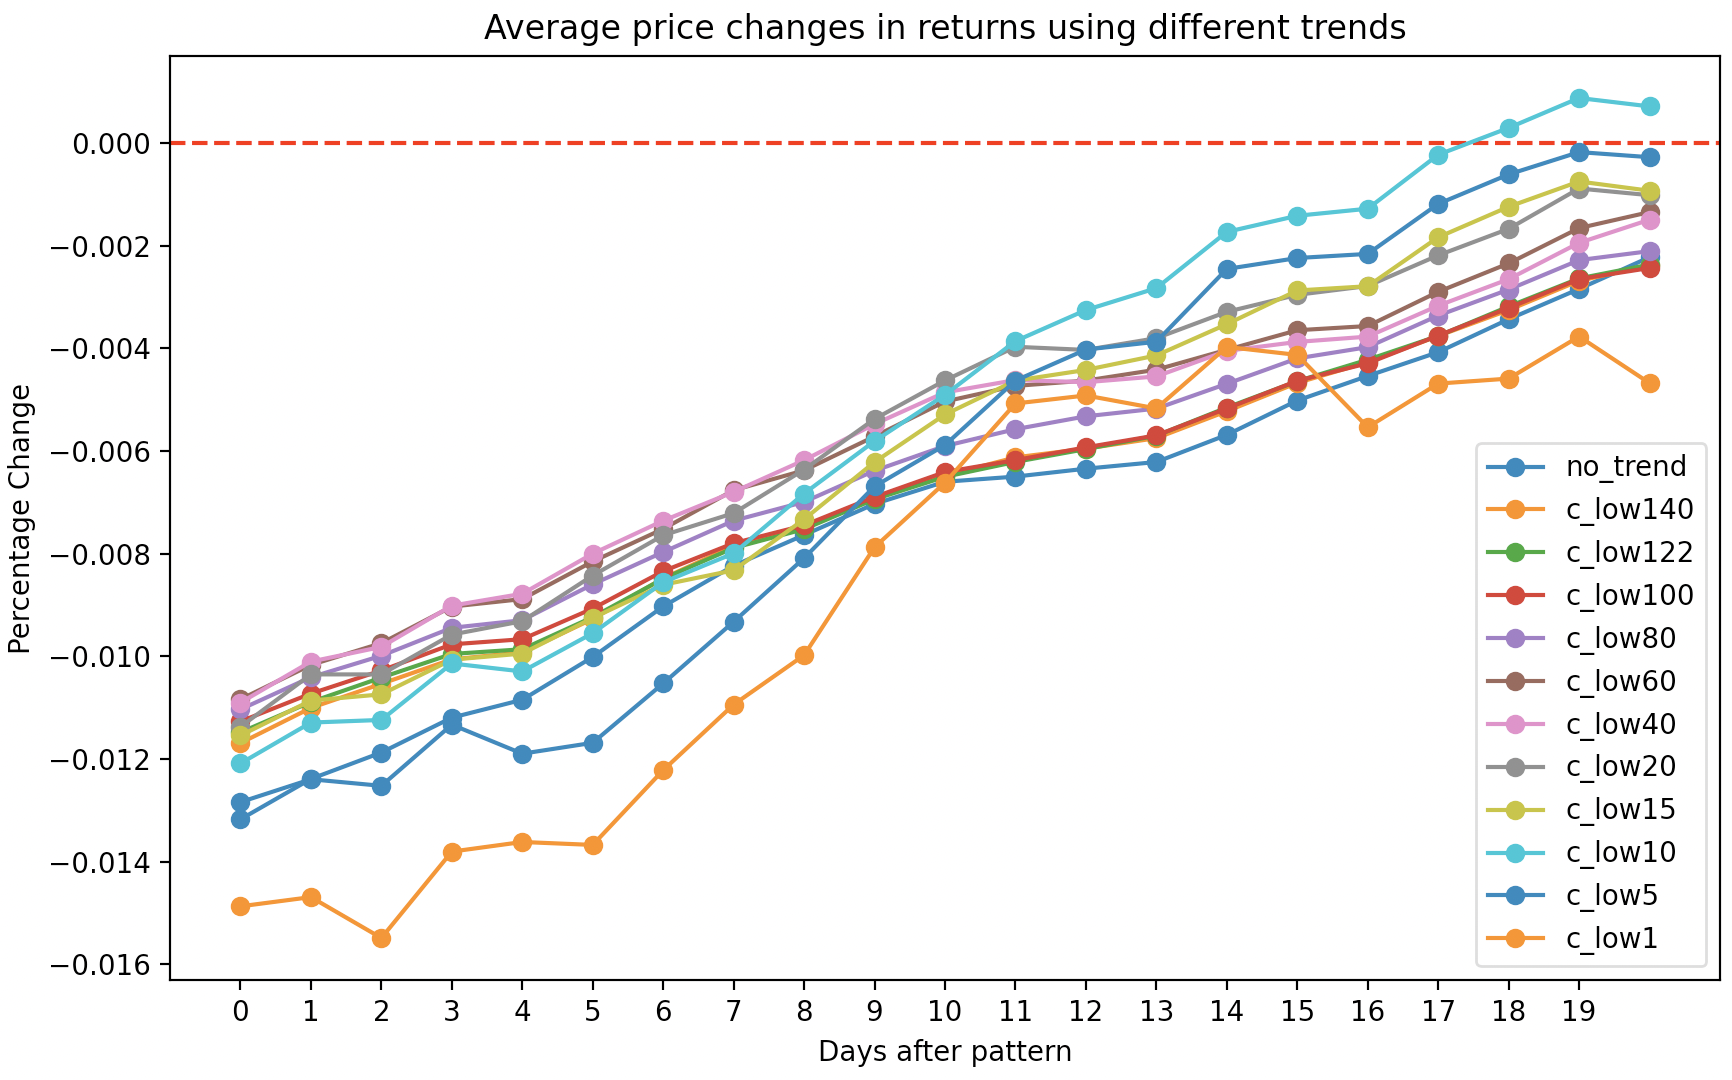 Average price changes in returns using different trends
Percentage Change
0.000
−0.002
−0.004
−0.006
−0.008
−0.010
−0.012
−0.014
−0.016
no_trend
c_low140
c_low122
c_low100
c_low80
c_low60
c_low40
c_low20
c_low15
c_low10
c_low5
c_low1
0 1 2 3 4 5 6 7 8 9 10 11 12 13 14 15 16 17 18 19
Days after pattern